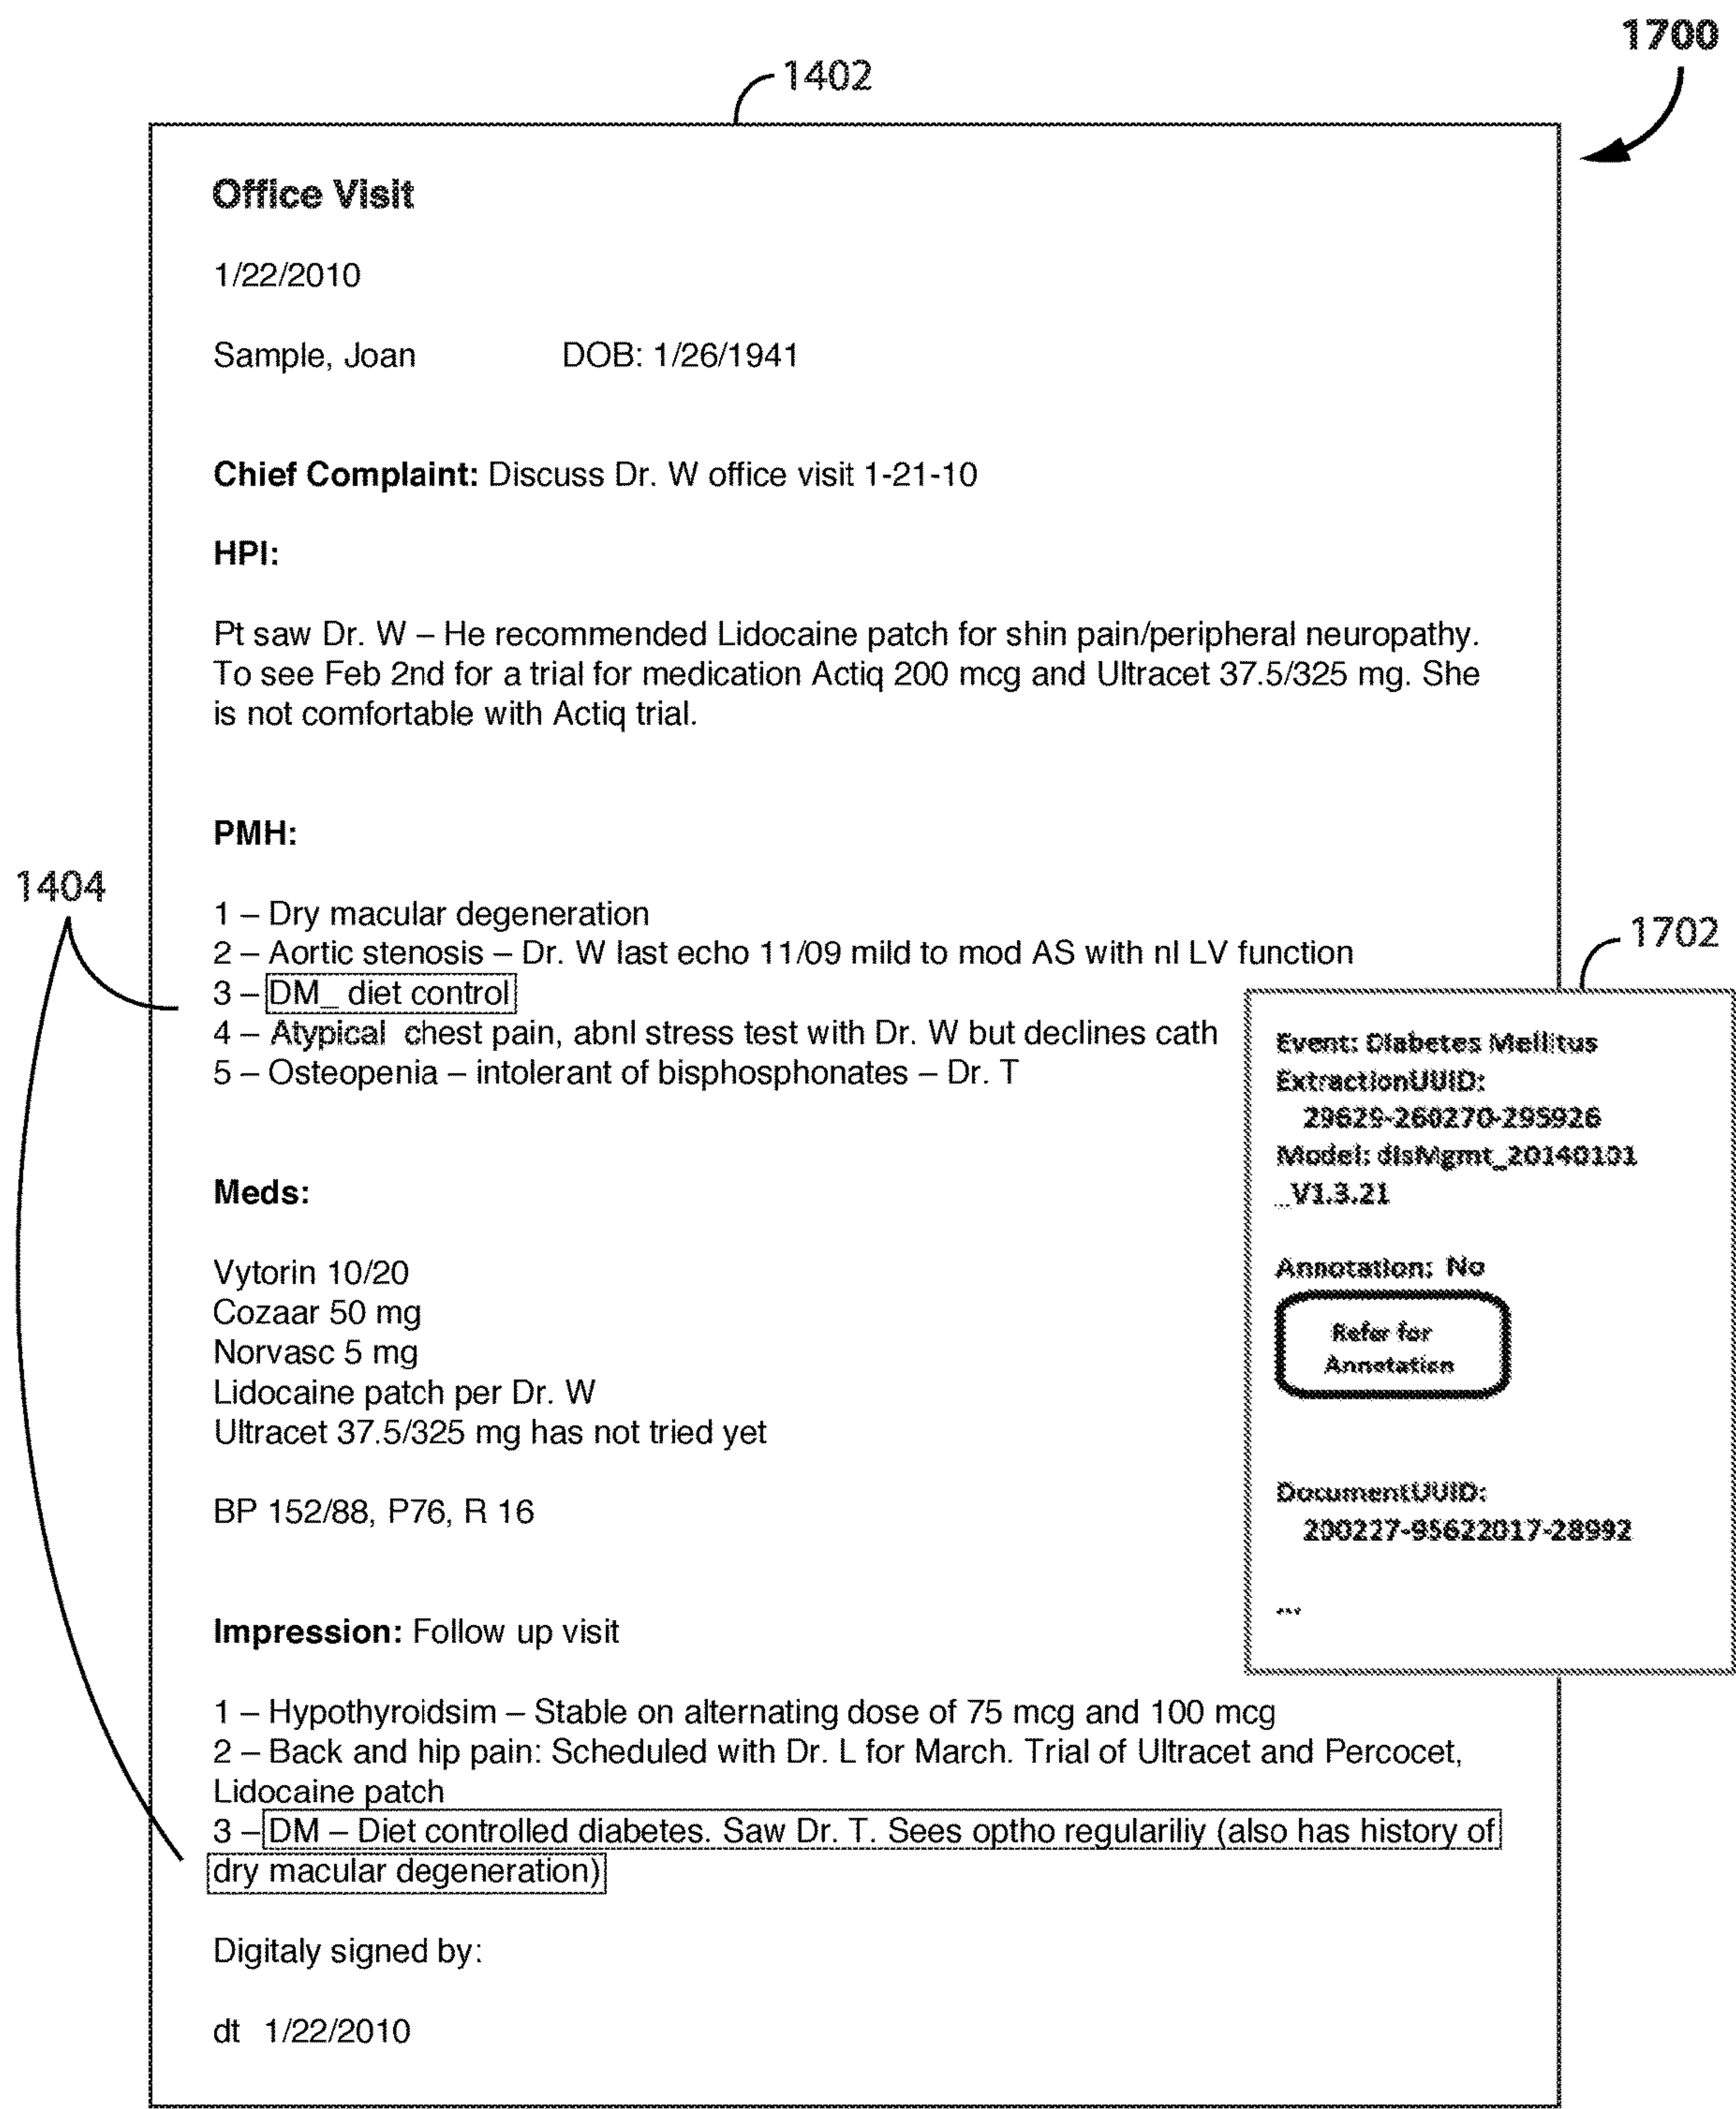 1700
1402
Office Visit
1/22/2010
Sample, Joan DOB: 1/26/1941
Chief Complaint: Discuss Dr. W office visit 1-21-10
HPI:
Pt saw Dr. W – He recommended Lidocaine patch for shin pain/peripheral neuropathy.
To see Feb 2nd for a trial for medication Actiq 200 mcg and Ultracet 37.5/325 mg. She
is not comfortable with Actiq trial.
PMH:
1404
1 – Dry macular degeneration
2 – Aortic stenosis – Dr. W last echo 11/09 mild to mod AS with nl LV function
3 – DM_ diet control
4 – Atypical chest pain, abnl stress test with Dr. W but declines cath
5 – Osteopenia – intolerant of bisphosphonates – Dr. T
Meds:
Vytorin 10/20
Cozaar 50 mg
Norvasc 5 mg
Lidocaine patch per Dr. W
Ultracet 37.5/325 mg has not tried yet
BP 152/88, P76, R 16
1702
Event: Diabetes Mellitus
ExtractionUUID:
29629-260270-295926
Model: disMgmt_20140101
_V1.3.21
Annotation: No
Refer for
Annotation
DocumentUUID:
200227-95622017-28992
...
Impression: Follow up visit
1 – Hypothyroidsim – Stable on alternating dose of 75 mcg and 100 mcg
2 – Back and hip pain: Scheduled with Dr. L for March. Trial of Ultracet and Percocet,
Lidocaine patch
3 – DM – Diet controlled diabetes. Saw Dr. T. Sees optho regulariliy (also has history of
dry macular degeneration)
Digitaly signed by:
dt 1/22/2010